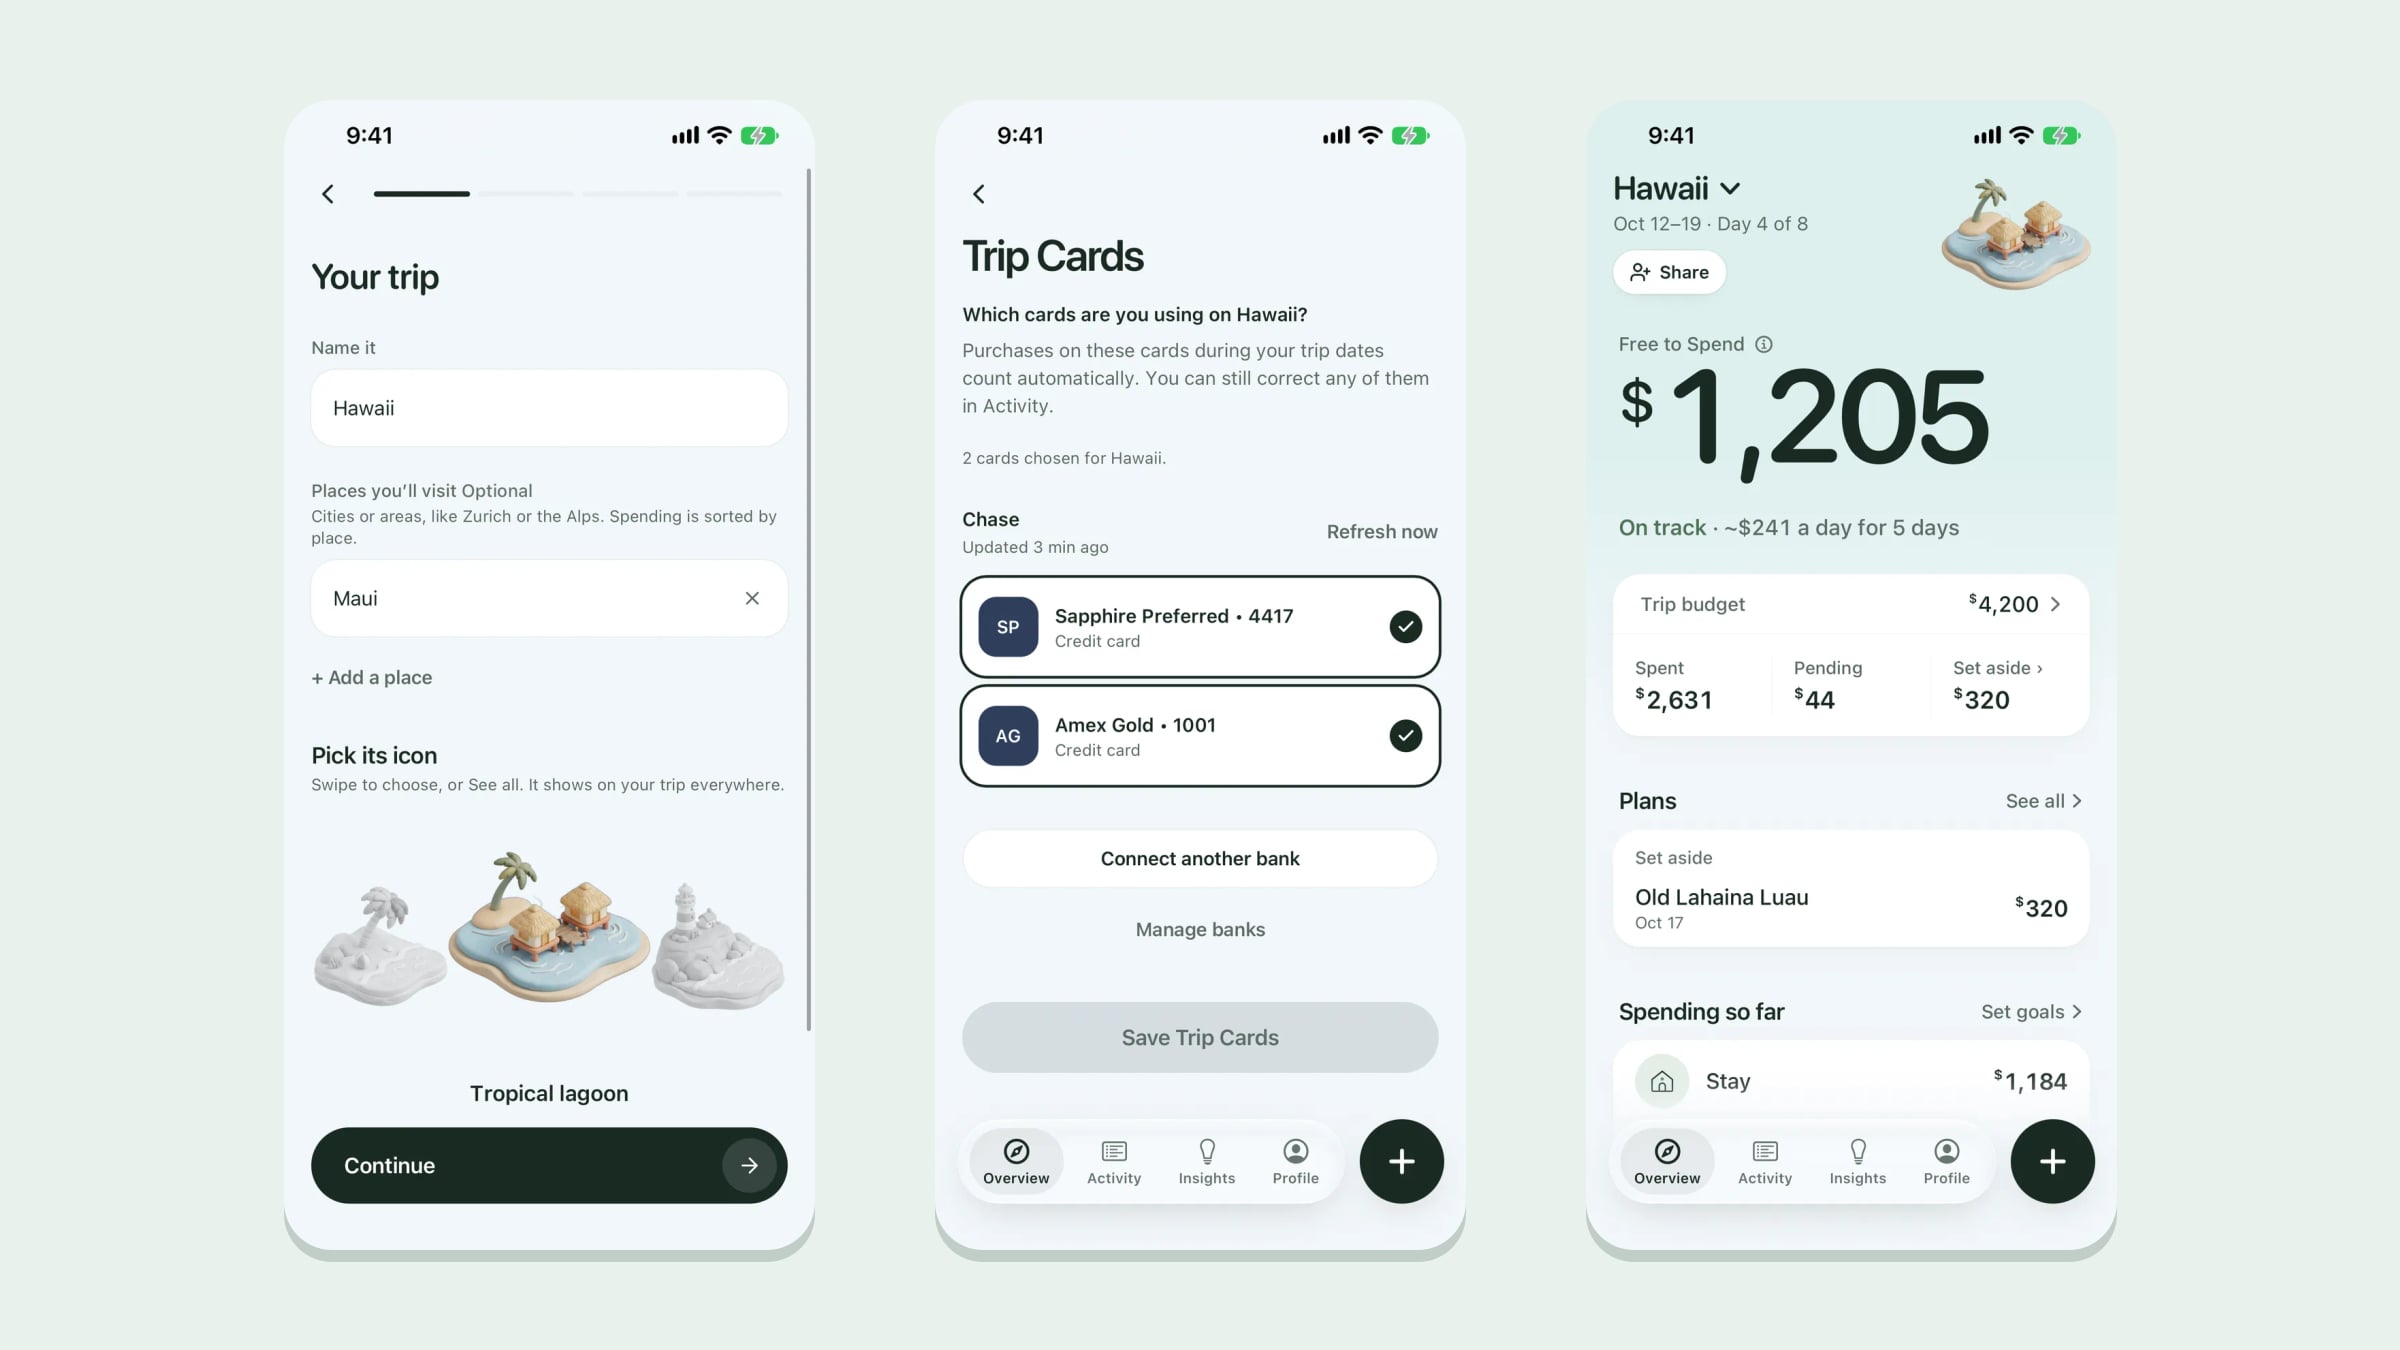 9:41
Your trip
Name it
Hawaii
Places you’ll visit Optional
Cities or areas, like Zurich or the Alps. Spending is sorted by
place.
Maui
+ Add a place
Pick its icon
Swipe to choose, or See all. It shows on your trip everywhere.
Tropical lagoon
Continue
9:41
Trip Cards
Which cards are you using on Hawaii?
Purchases on these cards during your trip dates
count automatically. You can still correct any of them
in Activity.
2 cards chosen for Hawaii.
Chase
Updated 3 min ago
Refresh now
SP
Sapphire Preferred • 4417
Credit card
AG
Amex Gold • 1001
Credit card
Connect another bank
Manage banks
Save Trip Cards
Overview
Activity
Insights
Profile
9:41
Hawaii
Oct 12–19 · Day 4 of 8
Share
Free to Spend
$1,205
On track · ~$241 a day for 5 days
Trip budget
$4,200
Spent
$2,631
Pending
$44
Set aside ›
$320
Plans
See all
Set aside
Old Lahaina Luau
Oct 17
$320
Spending so far
Set goals
Stay
$1,184
Overview
Activity
Insights
Profile